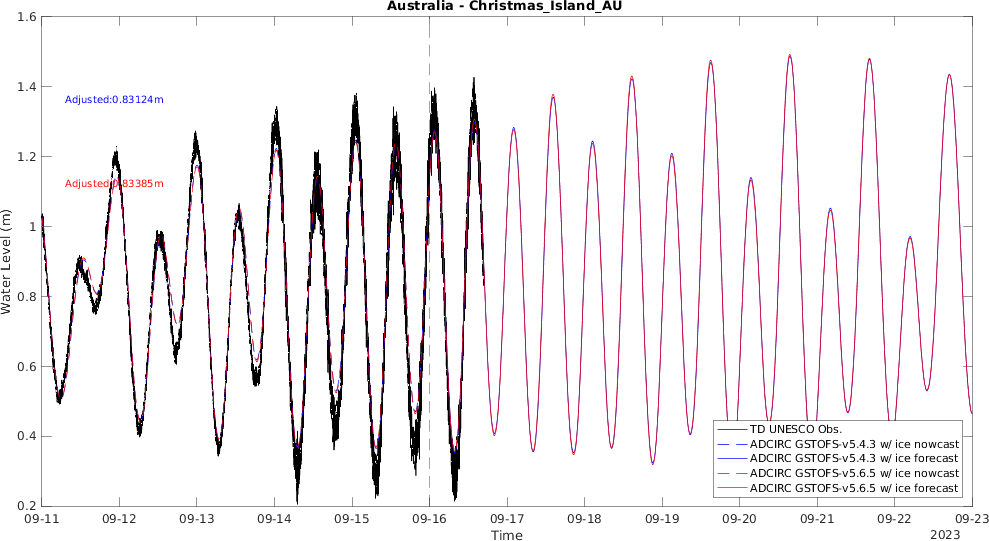 Australia - Christmas_Island_AU
1.6
1.4
1.2
1
0.8
0.6
0.4
0.2
Water Level (m)
Adjusted:0.83124m
Adjusted:0.83385m
TD UNESCO Obs.
ADCIRC GSTOFS-v5.4.3 w/ ice nowcast
ADCIRC GSTOFS-v5.4.3 w/ ice forecast
ADCIRC GSTOFS-v5.6.5 w/ ice nowcast
ADCIRC GSTOFS-v5.6.5 w/ ice forecast
09-11 09-12 09-13 09-14 09-15 09-16 09-17 09-18 09-19 09-20 09-21 09-22 09-23
Time
2023